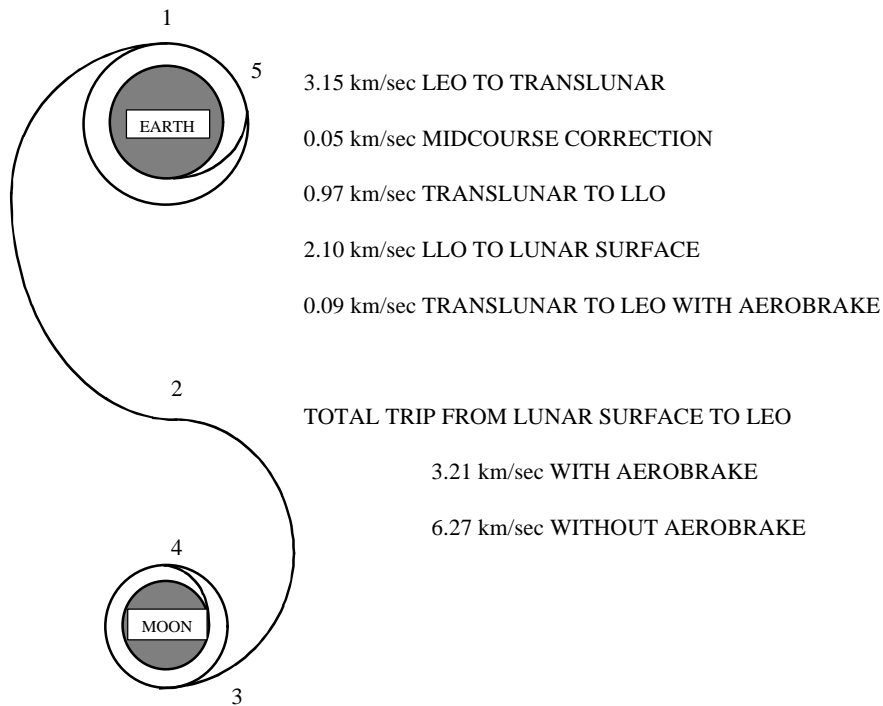 1
5
EARTH
3.15 km/sec LEO TO TRANSLUNAR
0.05 km/sec MIDCOURSE CORRECTION
0.97 km/sec TRANSLUNAR TO LLO
2.10 km/sec LLO TO LUNAR SURFACE
0.09 km/sec TRANSLUNAR TO LEO WITH AEROBRAKE
2
TOTAL TRIP FROM LUNAR SURFACE TO LEO
3.21 km/sec WITH AEROBRAKE
6.27 km/sec WITHOUT AEROBRAKE
4
MOON
3